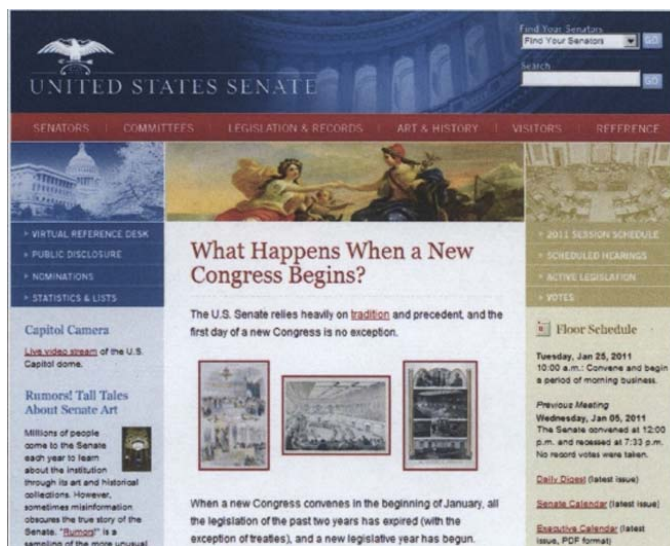 Find Your Senators
Find Your Senators
GO
Search
GO
UNITED STATES SENATE
SENATORS | COMMITTEES | LEGISLATION & RECORDS | ART & HISTORY | VISITORS | REFERENCE
VIRTUAL REFERENCE DESK
PUBLIC DISCLOSURE
NOMINATIONS
STATISTICS & LISTS
Capitol Camera
Live video stream of the U.S.
Capitol dome.
Rumors! Tall Tales
About Senate Art
Millions of people
come to the Senate
each year to learn
about the institution
through its art and historical
collections. However,
sometimes misinformation
obscures the true story of the
Senate. "Rumors!" is a
sampling of the more unusual
What Happens When a New
Congress Begins?
The U.S. Senate relies heavily on tradition and precedent, and the
first day of a new Congress is no exception.
When a new Congress convenes in the beginning of January, all
the legislation of the past two years has expired (with the
exception of treaties), and a new legislative year has begun.
2011 SESSION SCHEDULE
SCHEDULED HEARINGS
ACTIVE LEGISLATION
VOTES
Floor Schedule
Tuesday, Jan 25, 2011
10:00 a.m.: Convene and begin
a period of morning business.
Previous Meeting
Wednesday, Jan 05, 2011
The Senate convened at 12:00
p.m. and recessed at 7:33 p.m.
No record votes were taken.
Daily Digest (latest issue)
Senate Calendar (latest issue)
Executive Calendar (latest
issue, PDF format)